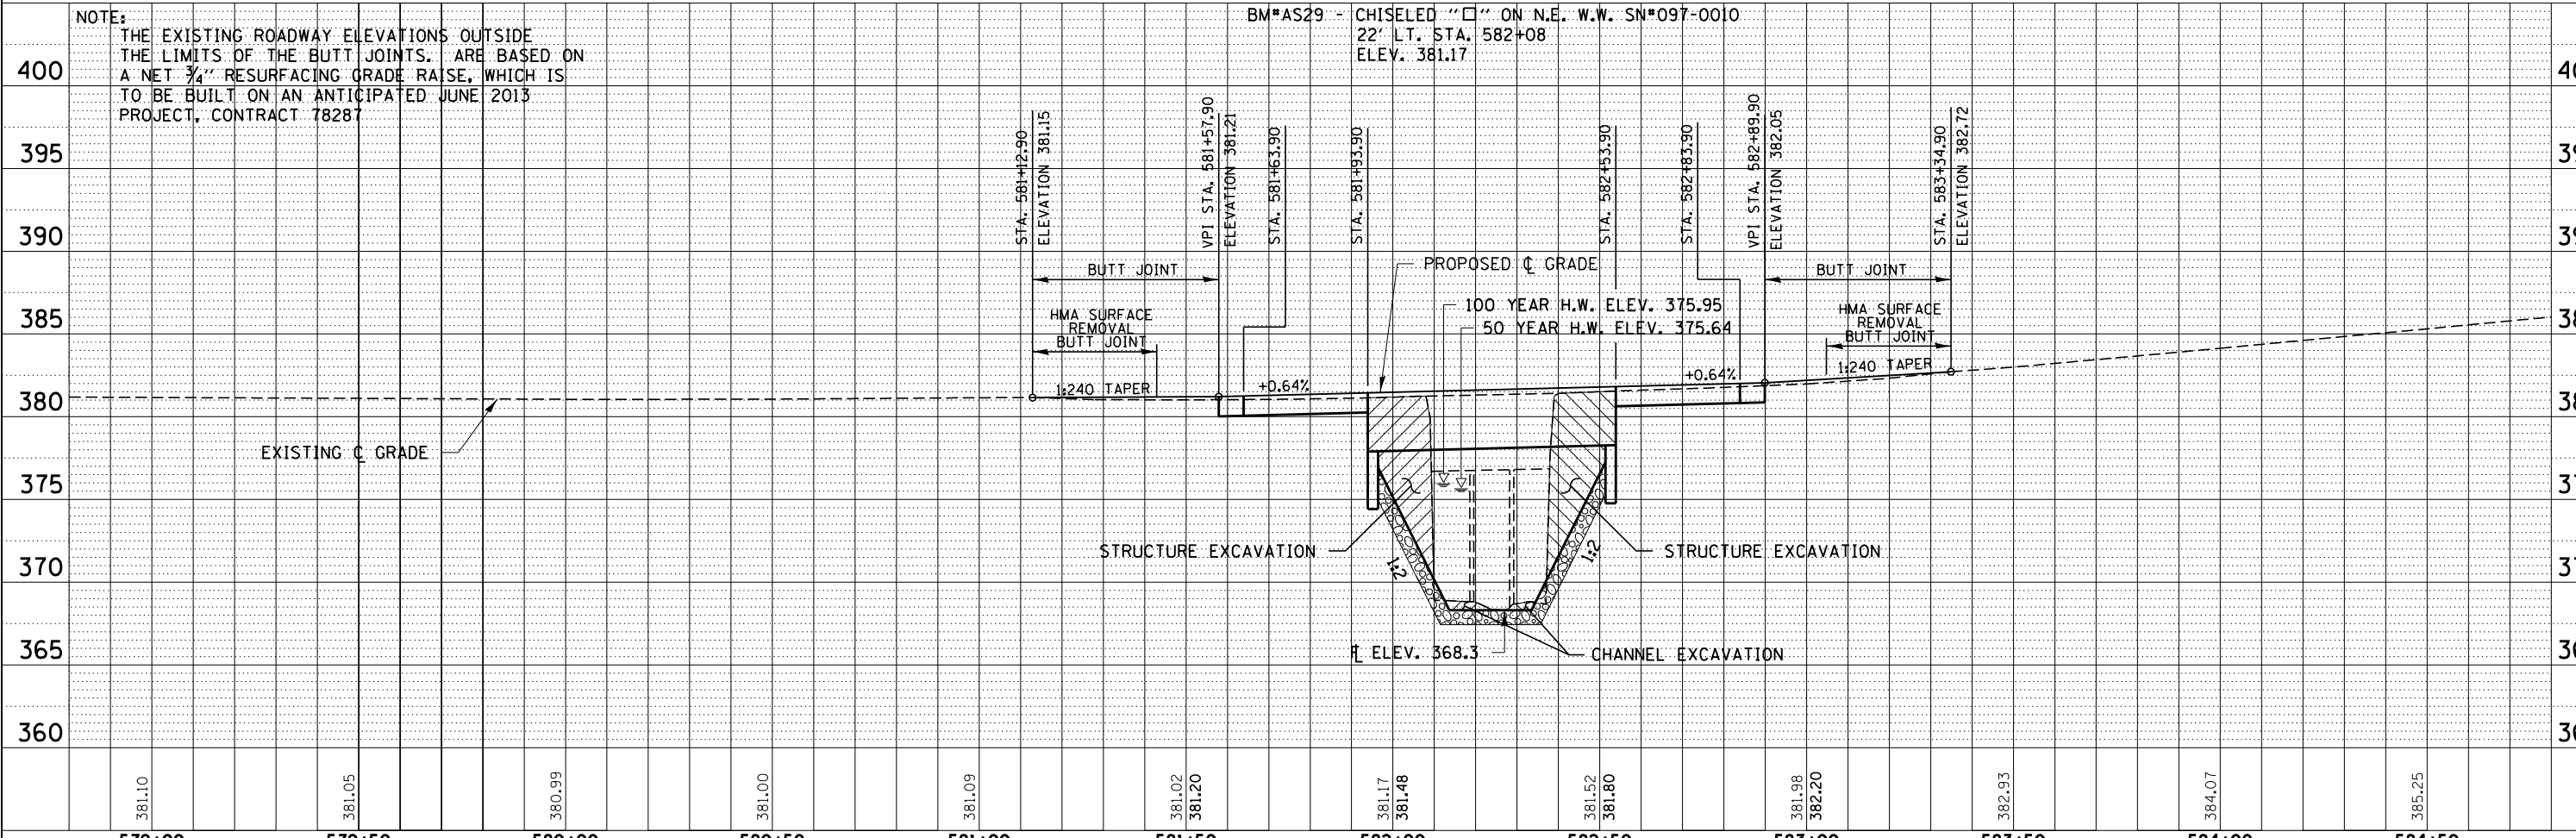 NOTE:
THE EXISTING ROADWAY ELEVATIONS OUTSIDE
THE LIMITS OF THE BUTT JOINTS. ARE BASED ON
A NET 3/4" RESURFACING GRADE RAISE, WHICH IS
TO BE BUILT ON AN ANTICIPATED JUNE 2013
PROJECT, CONTRACT 78287
BM#AS29 - CHISELED "□" ON N.E. W.W. SN#097-0010
22' LT. STA. 582+08
ELEV. 381.17
400
395
390
385
380
375
370
365
360
STA. 581+12.90
ELEVATION 381.15
VPI STA. 581+57.90
ELEVATION 381.21
STA. 581+63.90
STA. 581+93.90
STA. 582+53.90
STA. 582+83.90
VPI STA. 582+89.90
ELEVATION 382.05
STA. 583+34.90
ELEVATION 382.72
BUTT JOINT
PROPOSED ℄ GRADE
BUTT JOINT
100 YEAR H.W. ELEV. 375.95
50 YEAR H.W. ELEV. 375.64
HMA SURFACE
REMOVAL
BUTT JOINT
HMA SURFACE
REMOVAL
BUTT JOINT
1:240 TAPER
+0.64%
+0.64%
1:240 TAPER
EXISTING ℄ GRADE
STRUCTURE EXCAVATION
STRUCTURE EXCAVATION
1:2
1:2
FL ELEV. 368.3
CHANNEL EXCAVATION
381.10
381.05
380.99
381.00
381.09
381.02
381.20
381.17
381.48
381.52
381.80
381.98
382.20
382.93
384.07
385.25